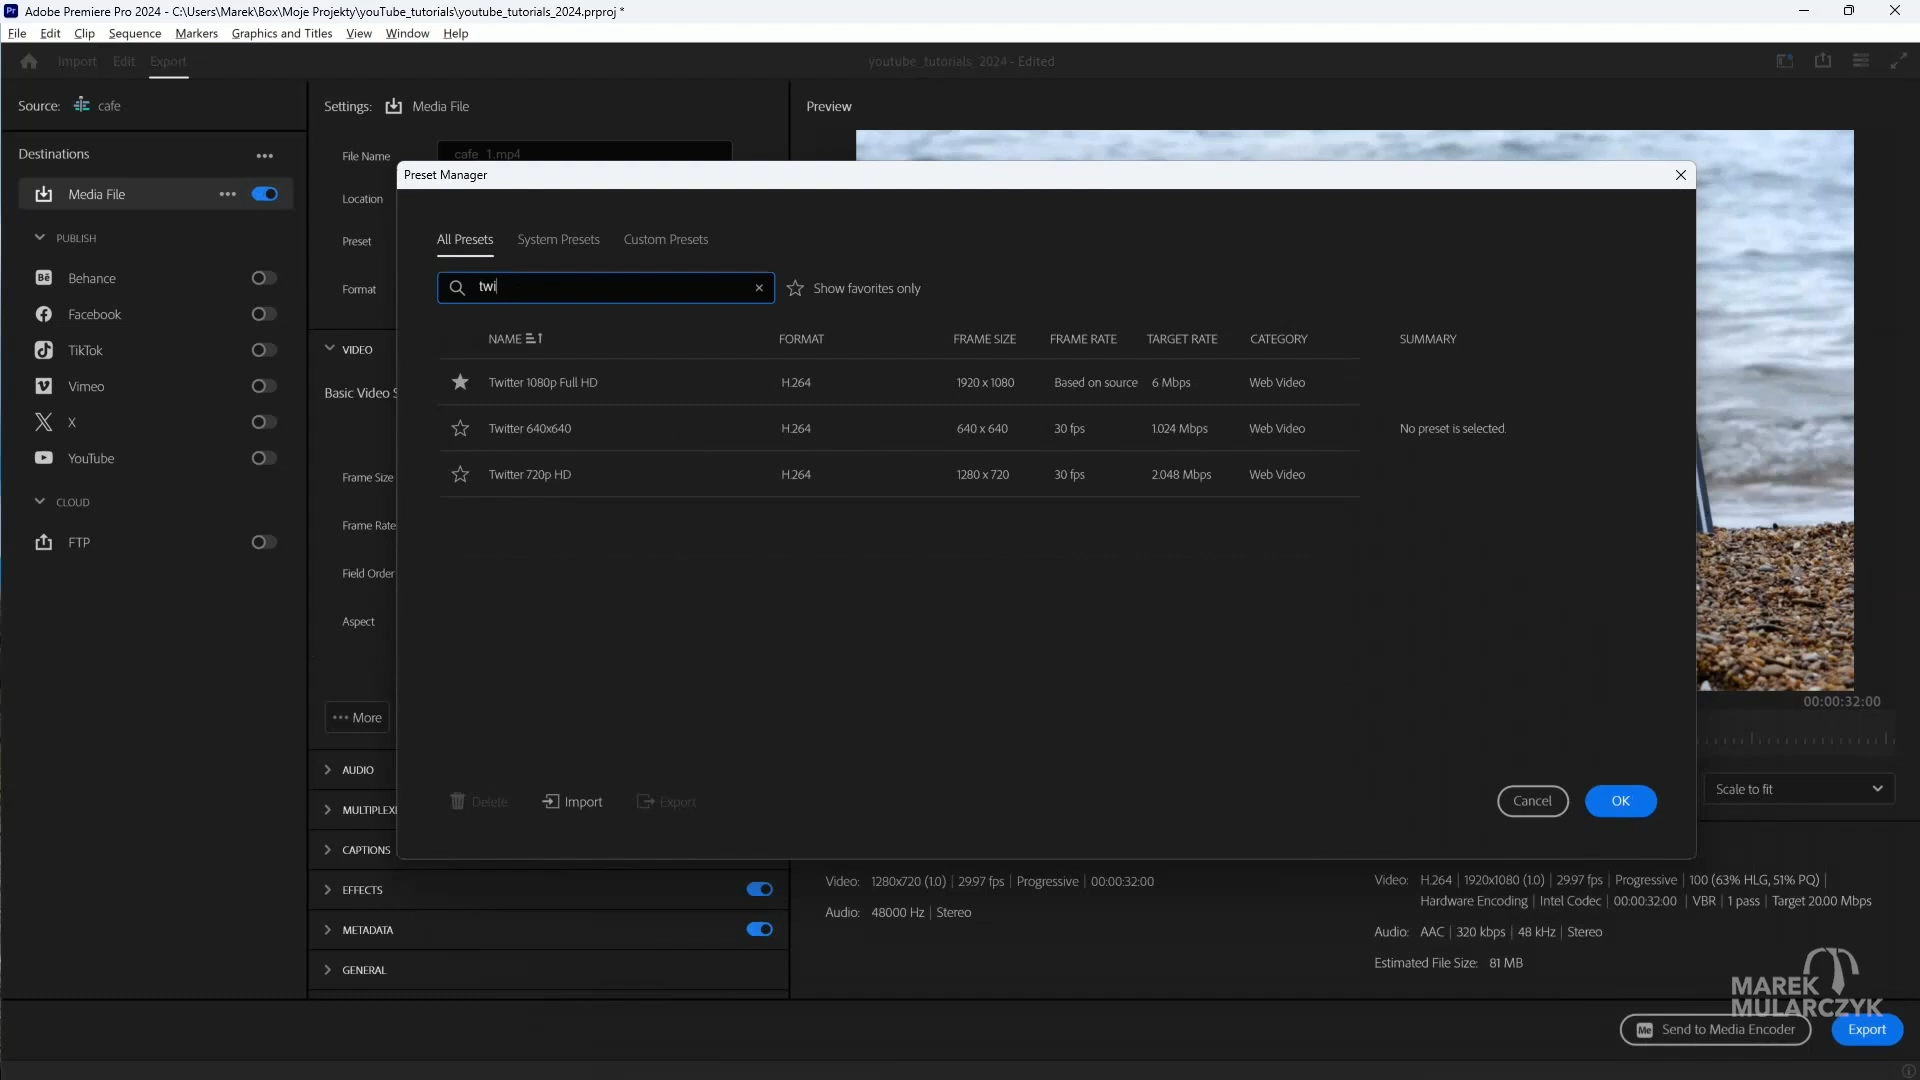 Adobe Premiere Pro 2024 - C:\Users\Marek\Box\Moje Projekty\youTube_tutorials\youtube_tutorials_2024.prproj *
File Edit Clip Sequence Markers Graphics and Titles View Window Help
Import Edit Export
youtube_tutorials_2024 - Edited
Source: cafe
Settings: Media File
Preview
Destinations
Media File
PUBLISH
Behance
Facebook
TikTok
Vimeo
X
YouTube
CLOUD
FTP
File Name cafe_1.mp4
Location
Preset
Format
VIDEO
Basic Video S
Frame Size
Frame Rate
Field Order
Aspect
More
AUDIO
MULTIPLEX
CAPTIONS
EFFECTS
METADATA
GENERAL
Preset Manager
All Presets System Presets Custom Presets
twi
Show favorites only
NAME FORMAT FRAME SIZE FRAME RATE TARGET RATE CATEGORY SUMMARY
Twitter 1080p Full HD H.264 1920 x 1080 Based on source 6 Mbps Web Video
Twitter 640x640 H.264 640 x 640 30 fps 1.024 Mbps Web Video
No preset is selected.
Twitter 720p HD H.264 1280 x 720 30 fps 2.048 Mbps Web Video
Delete Import Export
Cancel OK
00:00:32:00
Scale to fit
Video: 1280x720 (1.0) | 29.97 fps | Progressive | 00:00:32:00
Audio: 48000 Hz | Stereo
Video: H.264 | 1920x1080 (1.0) | 29.97 fps | Progressive | 100 (63% HLG, 51% PQ) |
Hardware Encoding | Intel Codec | 00:00:32:00 | VBR | 1 pass | Target 20.00 Mbps
Audio: AAC | 320 kbps | 48 kHz | Stereo
Estimated File Size: 81 MB
MAREK
MULARCZYK
Me Send to Media Encoder
Export